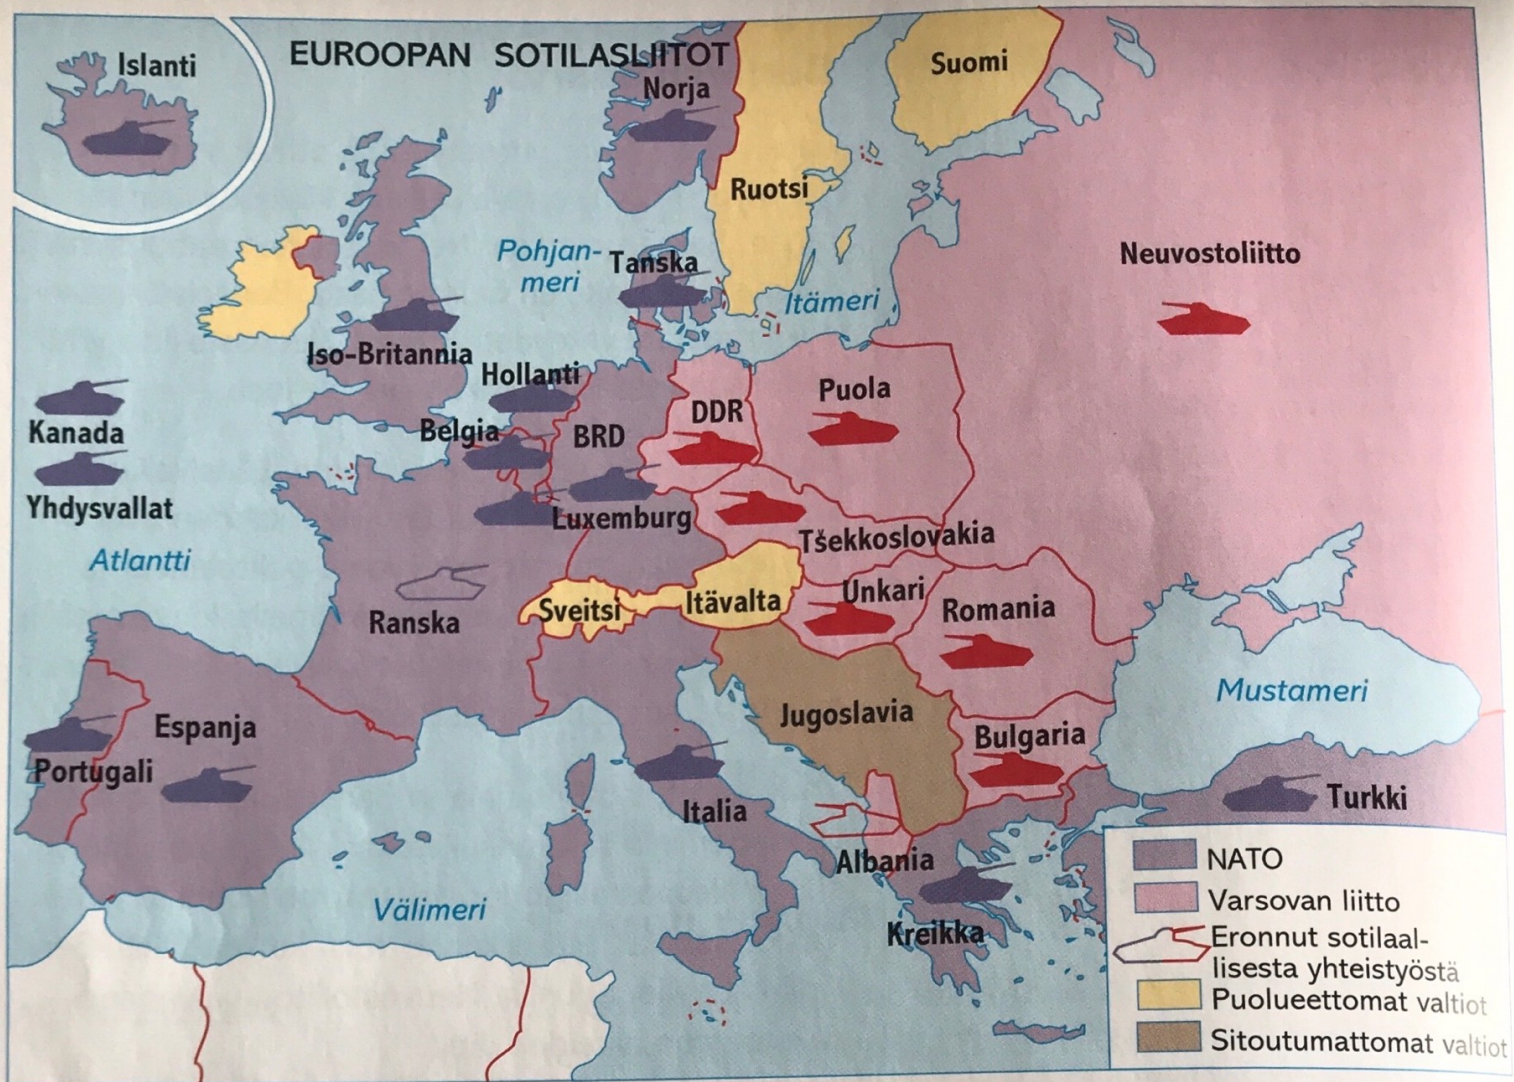 EUROOPAN SOTILASLIITOT
Islanti
Norja
Suomi
Ruotsi
Neuvostoliitto
Pohjan-
meri
Tanska
Itämeri
Iso-Britannia
Hollanti
Puola
DDR
Kanada
Belgia
BRD
Yhdysvallat
Luxemburg
Tšekkoslovakia
Atlantti
Unkari
Ranska
Sveitsi
Itävalta
Romania
Mustameri
Espanja
Jugoslavia
Bulgaria
Portugali
Italia
Turkki
Albania
Välimeri
Kreikka
NATO
Varsovan liitto
Eronnut sotilaal-
lisesta yhteistyöstä
Puolueettomat valtiot
Sitoutumattomat valtiot